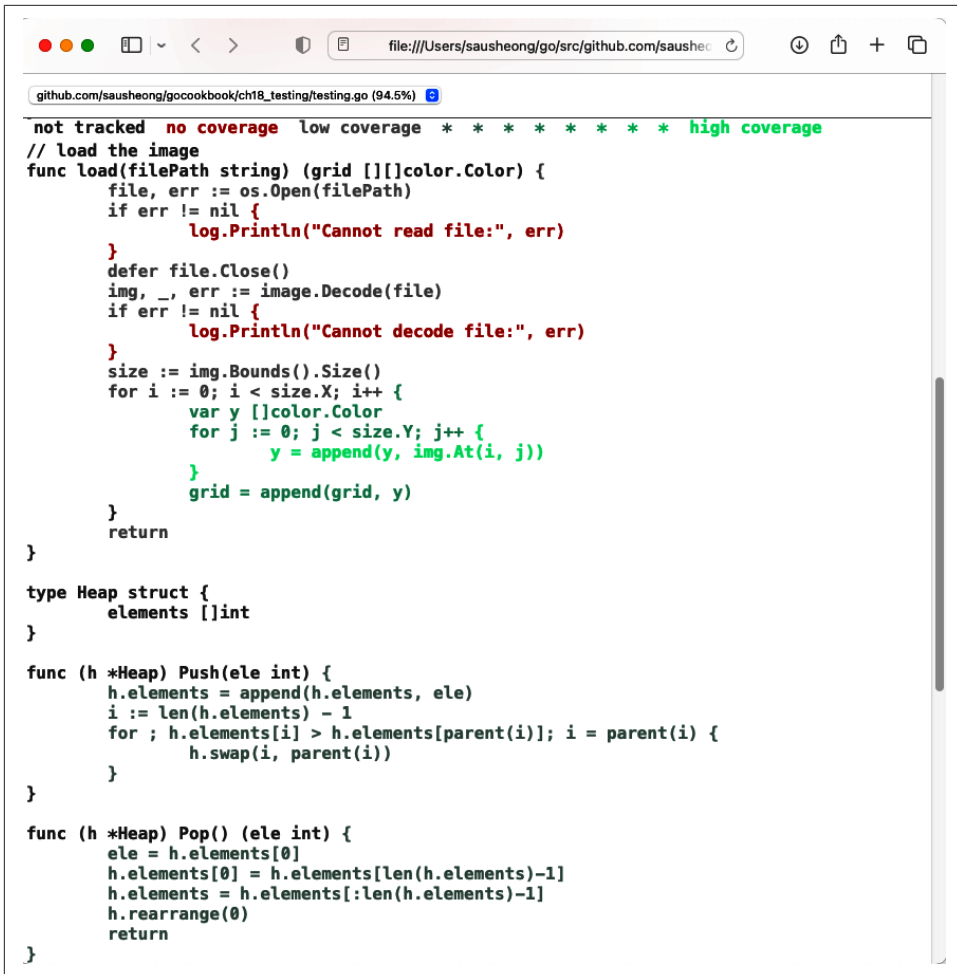 file:///Users/sausheong/go/src/github.com/saushec
github.com/sausheong/gocookbook/ch18_testing/testing.go (94.5%)
not tracked  no coverage  low coverage  *  *  *  *  *  *  *  *  high coverage
// load the image
func load(filePath string) (grid [][]color.Color) {
        file, err := os.Open(filePath)
        if err != nil {
                log.Println("Cannot read file:", err)
        }
        defer file.Close()
        img, _, err := image.Decode(file)
        if err != nil {
                log.Println("Cannot decode file:", err)
        }
        size := img.Bounds().Size()
        for i := 0; i < size.X; i++ {
                var y []color.Color
                for j := 0; j < size.Y; j++ {
                        y = append(y, img.At(i, j))
                }
                grid = append(grid, y)
        }
        return
}
type Heap struct {
        elements []int
}
func (h *Heap) Push(ele int) {
        h.elements = append(h.elements, ele)
        i := len(h.elements) - 1
        for ; h.elements[i] > h.elements[parent(i)]; i = parent(i) {
                h.swap(i, parent(i))
        }
}
func (h *Heap) Pop() (ele int) {
        ele = h.elements[0]
        h.elements[0] = h.elements[len(h.elements)-1]
        h.elements = h.elements[:len(h.elements)-1]
        h.rearrange(0)
        return
}